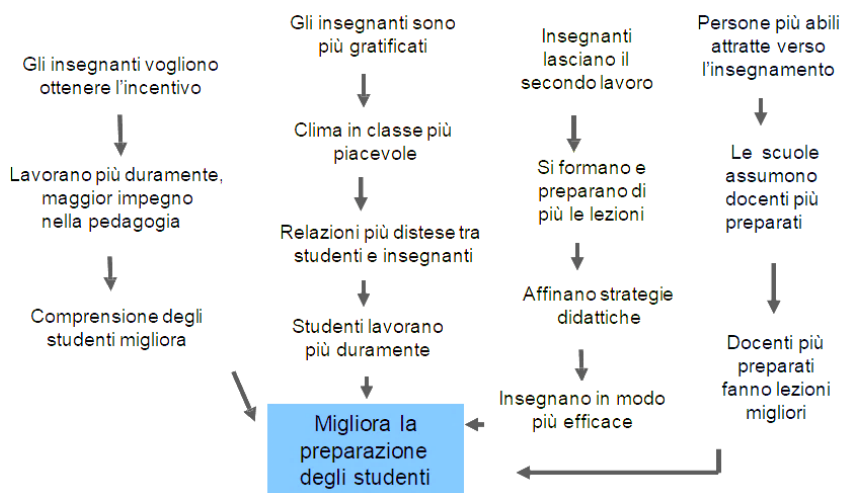 Gli insegnanti vogliono
ottenere l'incentivo
Lavorano più duramente,
maggior impegno
nella pedagogia
Comprensione degli
studenti migliora
Gli insegnanti sono
più gratificati
Clima in classe più
piacevole
Relazioni più distese tra
studenti e insegnanti
Studenti lavorano
più duramente
Insegnanti
lasciano il
secondo lavoro
Si formano e
preparano di
più le lezioni
Affinano strategie
didattiche
Insegnano in modo
più efficace
Persone più abili
attratte verso
l'insegnamento
Le scuole
assumono
docenti più
preparati
Docenti più
preparati
fanno lezioni
migliori
Migliora la
preparazione
degli studenti